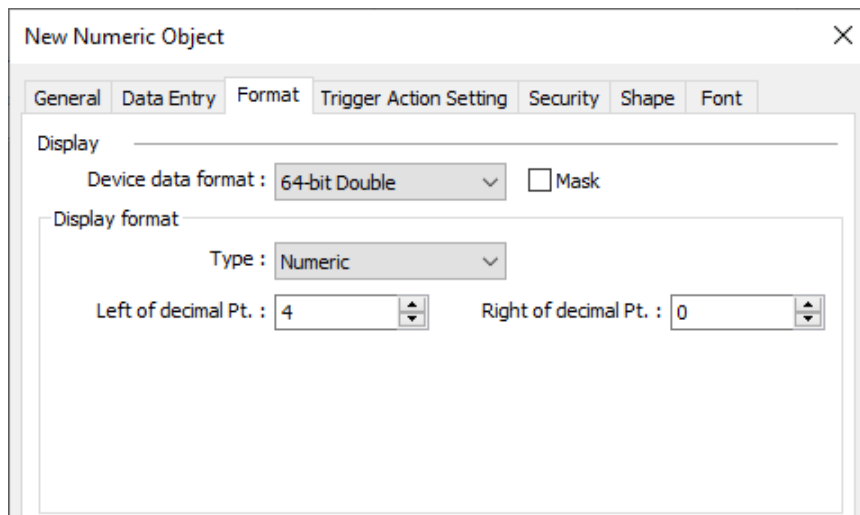 New Numeric Object
General Data Entry Format Trigger Action Setting Security Shape Font
Display
Device data format : 64-bit Double Mask
Display format
Type : Numeric
Left of decimal Pt. : 4 Right of decimal Pt. : 0